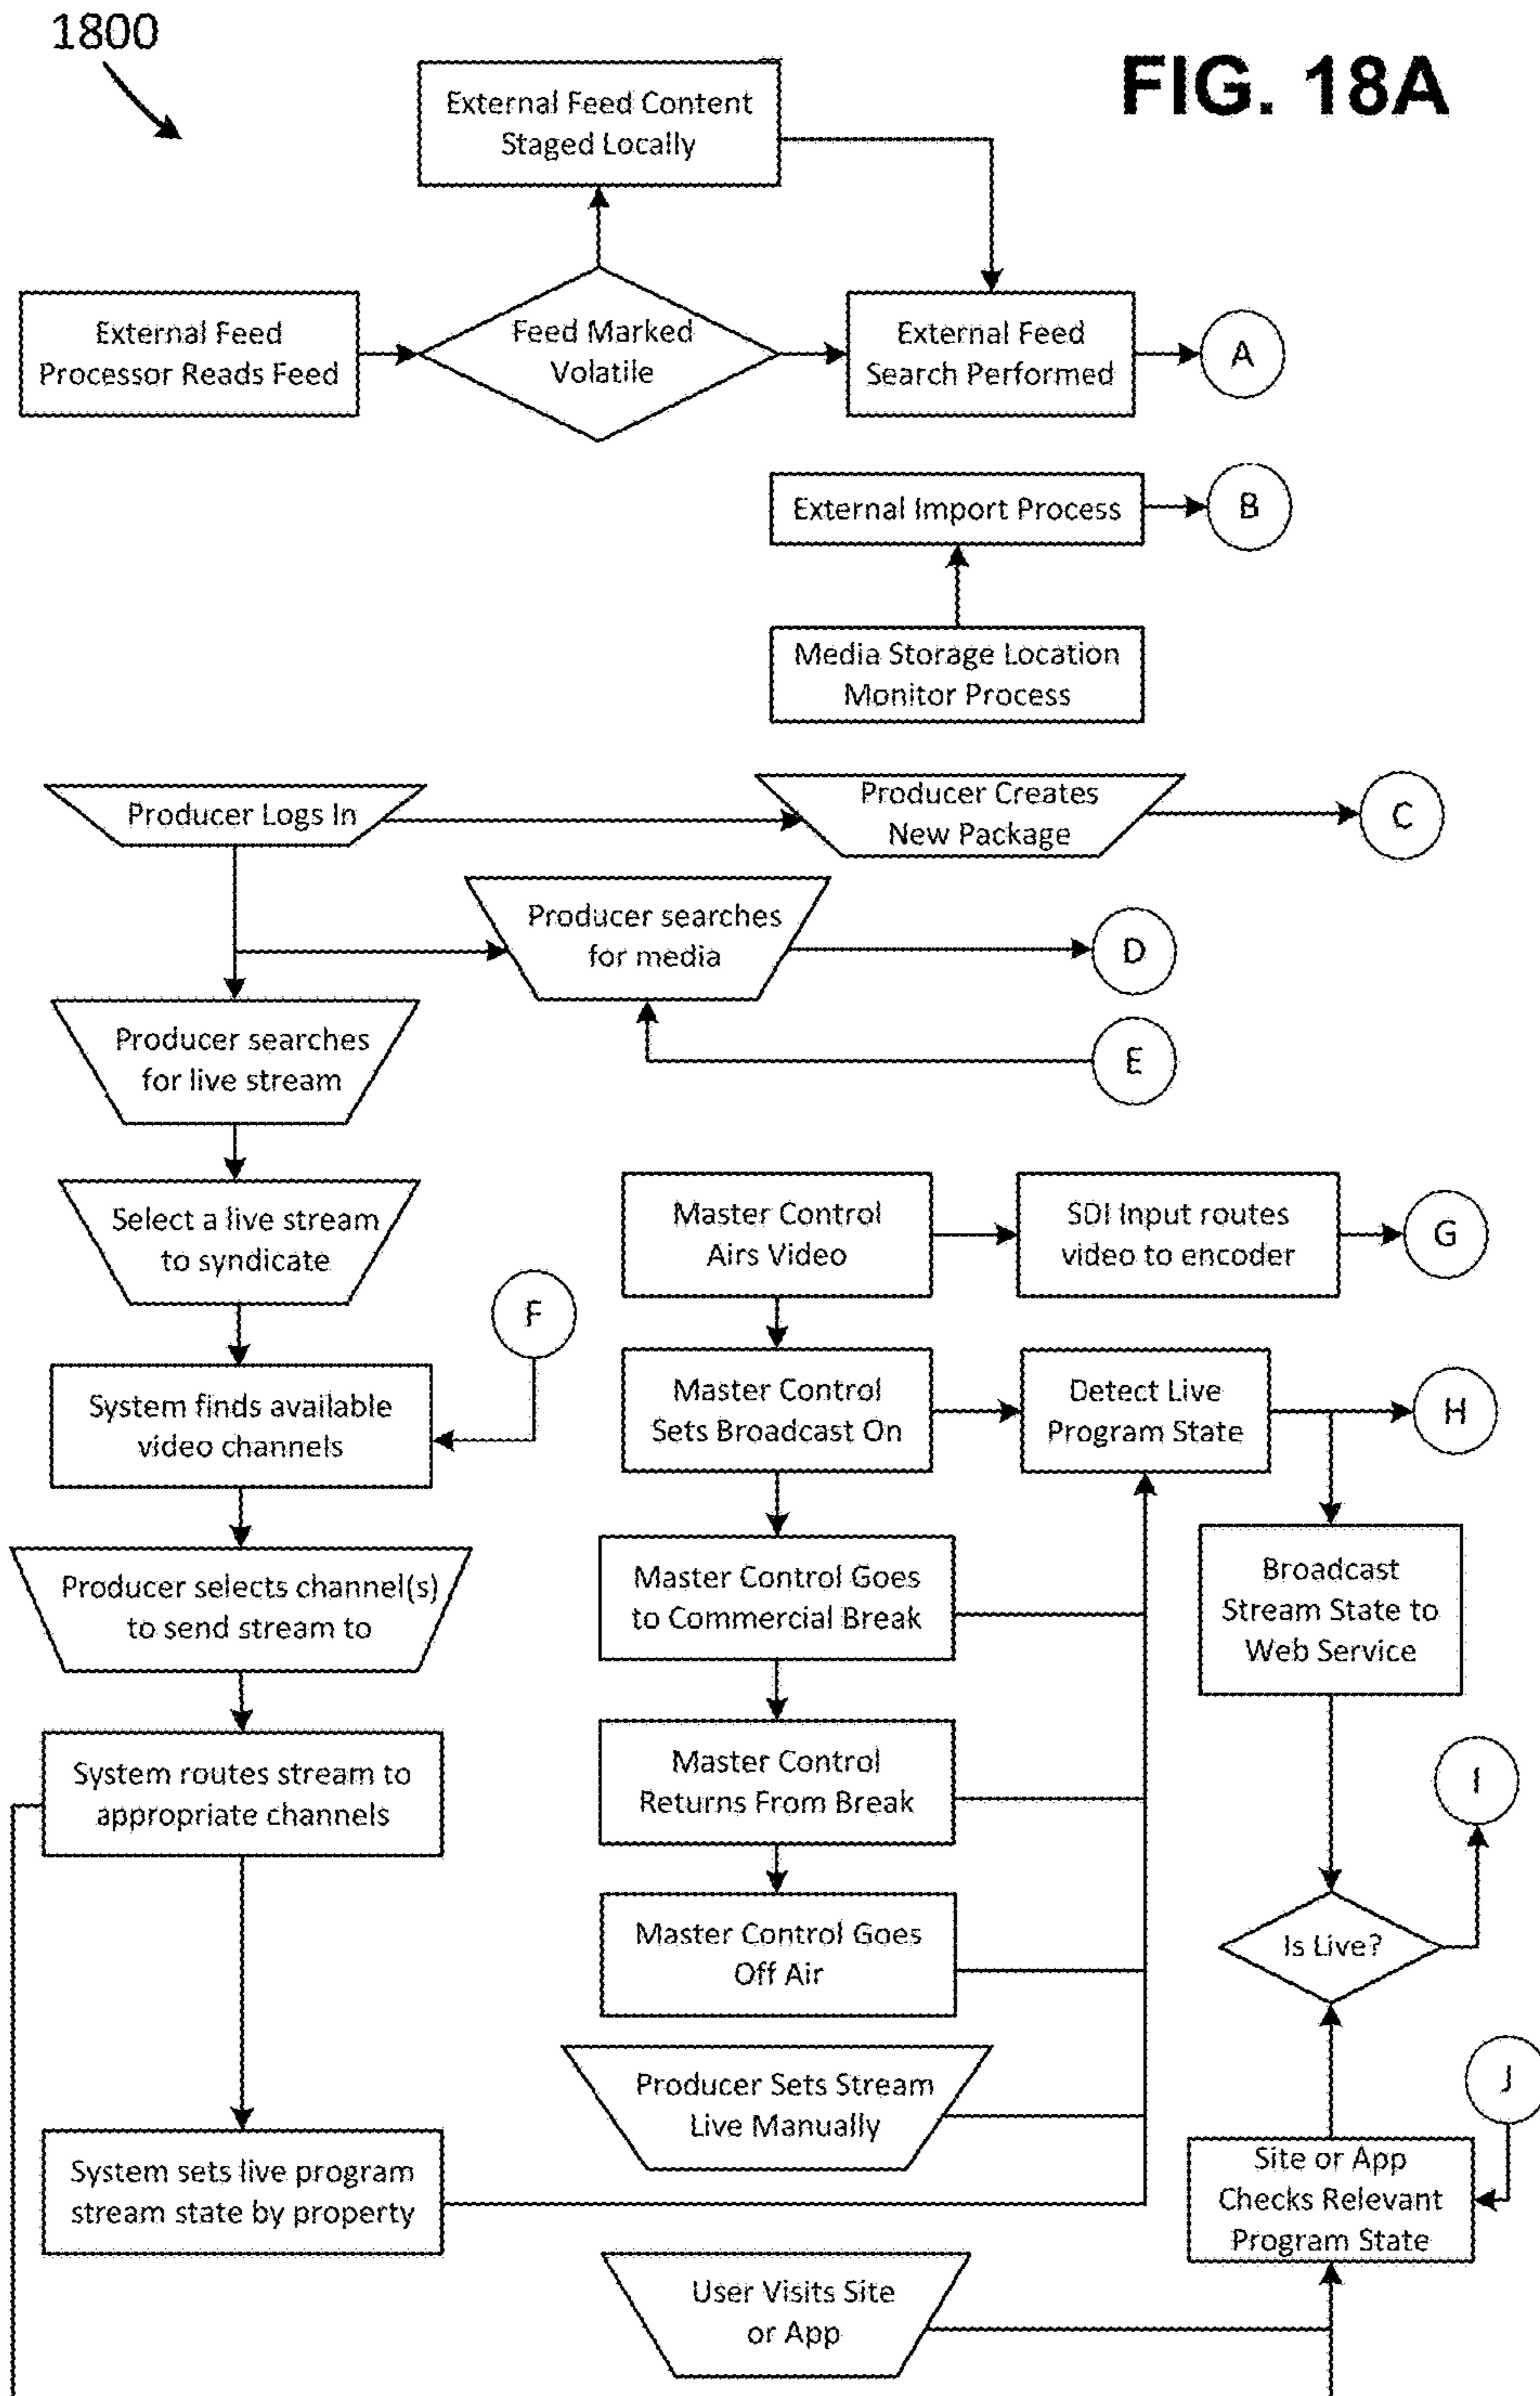 1800
FIG. 18A
External Feed Content
Staged Locally
External Feed
Processor Reads Feed
Feed Marked
Volatile
External Feed
Search Performed
A
External Import Process
B
Media Storage Location
Monitor Process
Producer Logs In
Producer Creates
New Package
C
Producer searches
for media
D
E
Producer searches
for live stream
Select a live stream
to syndicate
Master Control
Airs Video
SDI Input routes
video to encoder
G
F
System finds available
video channels
Master Control
Sets Broadcast On
Detect Live
Program State
H
Producer selects channel(s)
to send stream to
Master Control Goes
to Commercial Break
Broadcast
Stream State to
Web Service
System routes stream to
appropriate channels
Master Control
Returns From Break
I
Master Control Goes
Off Air
Is Live?
Producer Sets Stream
Live Manually
J
System sets live program
stream state by property
Site or App
Checks Relevant
Program State
User Visits Site
or App